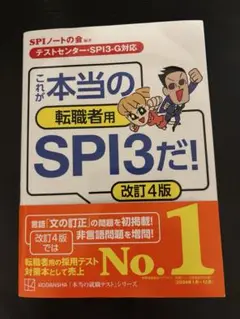 SPIノートの会 編著
テストセンター・SPI3-G対応
これが
本当の
転職者用
SPI3だ!
改訂4版
言語「文の訂正」の問題を初掲載!
改訂4版では
非言語問題を増問!
転職者用の採用テスト
対策本として売上
No.1
KODANSHA
「本当の就職テスト」シリーズ